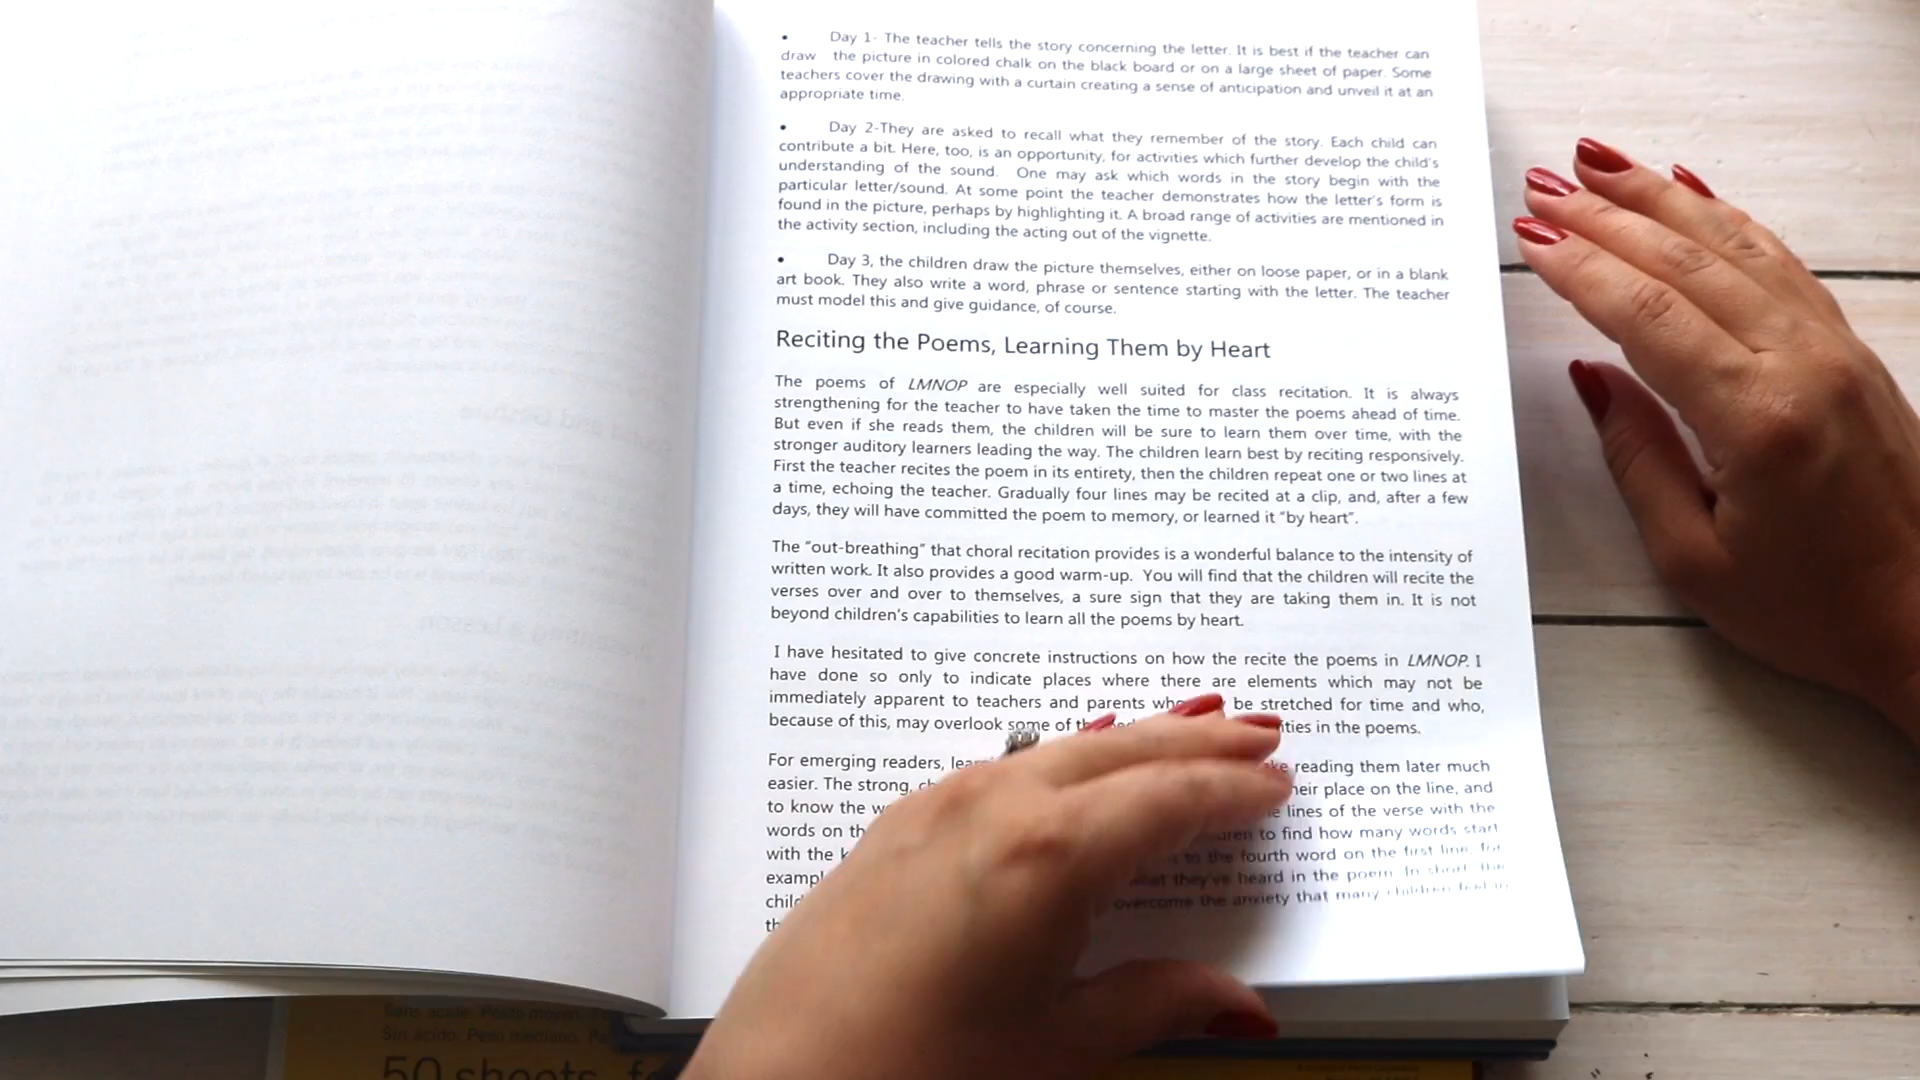 • Day 1- The teacher tells the story concerning the letter. It is best if the teacher can
draw the picture in colored chalk on the black board or on a large sheet of paper. Some
teachers cover the drawing with a curtain creating a sense of anticipation and unveil it at an
appropriate time.
• Day 2-They are asked to recall what they remember of the story. Each child can
contribute a bit. Here, too, is an opportunity, for activities which further develop the child's
understanding of the sound. One may ask which words in the story begin with the
particular letter/sound. At some point the teacher demonstrates how the letter's form is
found in the picture, perhaps by highlighting it. A broad range of activities are mentioned in
the activity section, including the acting out of the vignette.
• Day 3, the children draw the picture themselves, either on loose paper, or in a blank
art book. They also write a word, phrase or sentence starting with the letter. The teacher
must model this and give guidance, of course.
Reciting the Poems, Learning Them by Heart
The poems of LMNOP are especially well suited for class recitation. It is always
strengthening for the teacher to have taken the time to master the poems ahead of time.
But even if she reads them, the children will be sure to learn them over time, with the
stronger auditory learners leading the way. The children learn best by reciting responsively.
First the teacher recites the poem in its entirety, then the children repeat one or two lines at
a time, echoing the teacher. Gradually four lines may be recited at a clip, and, after a few
days, they will have committed the poem to memory, or learned it "by heart".
The "out-breathing" that choral recitation provides is a wonderful balance to the intensity of
written work. It also provides a good warm-up. You will find that the children will recite the
verses over and over to themselves, a sure sign that they are taking them in. It is not
beyond children's capabilities to learn all the poems by heart.
I have hesitated to give concrete instructions on how the recite the poems in LMNOP. I
have done so only to indicate places where there are elements which may not be
immediately apparent to teachers and parents who be stretched for time and who,
because of this, may overlook some of in the poems.
For emerging readers, reading them later much
easier. The strong, their place on the line, and
to know the lines of the verse with the
words on to find how many words start
with the to the fourth word on the first line, for
what they've heard in the poem. In short, the
overcome the anxiety that many children feel
Sans acide. Poids moyen.
Sin ácido. Peso mediano.
50 sheets